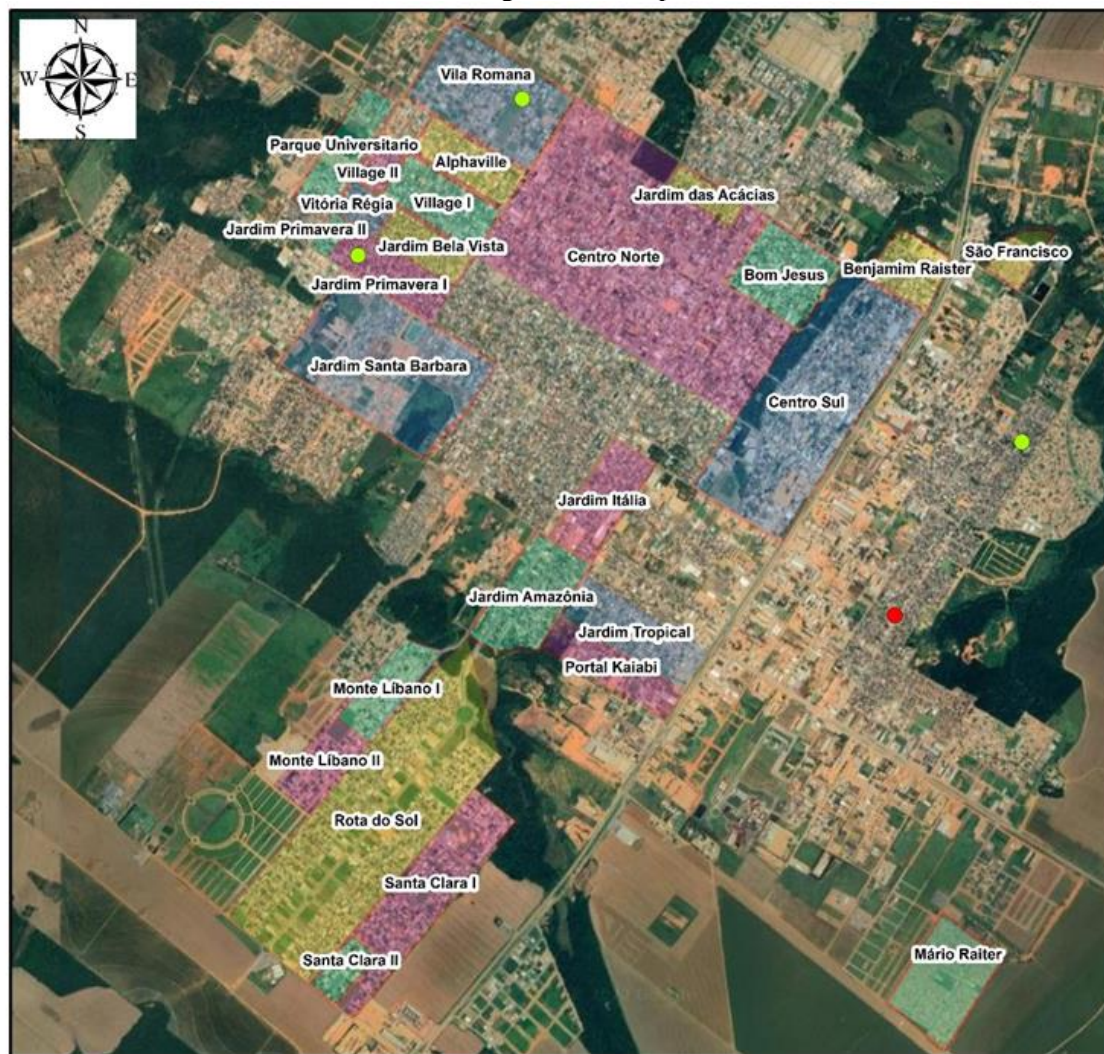 N
W E
S
Vila Romana
Parque Universitario
Alphaville
Village II
Jardim das Acácias
Vitória Régia
Village I
Jardim Primavera II
Jardim Bela Vista
Centro Norte
Bom Jesus
Benjamim Raister
São Francisco
Jardim Primavera I
Jardim Santa Barbara
Centro Sul
Jardim Itália
Jardim Amazônia
Jardim Tropical
Portal Kaiabi
Monte Líbano I
Monte Líbano II
Rota do Sol
Santa Clara I
Santa Clara II
Mário Raiter